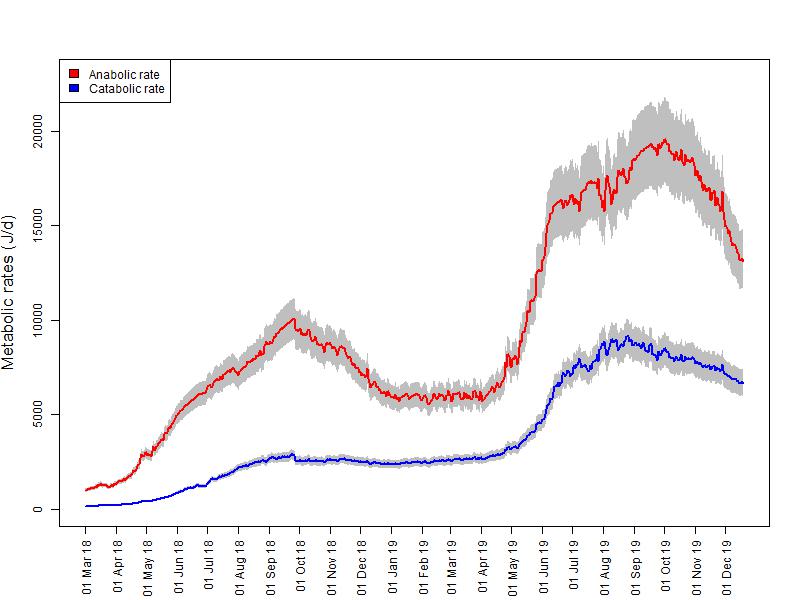 Anabolic rate
Catabolic rate
Metabolic rates (J/d)
20000
15000
10000
5000
0
01 Mar 18
01 Apr 18
01 May 18
01 Jun 18
01 Jul 18
01 Aug 18
01 Sep 18
01 Oct 18
01 Nov 18
01 Dec 18
01 Jan 19
01 Feb 19
01 Mar 19
01 Apr 19
01 May 19
01 Jun 19
01 Jul 19
01 Aug 19
01 Sep 19
01 Oct 19
01 Nov 19
01 Dec 19